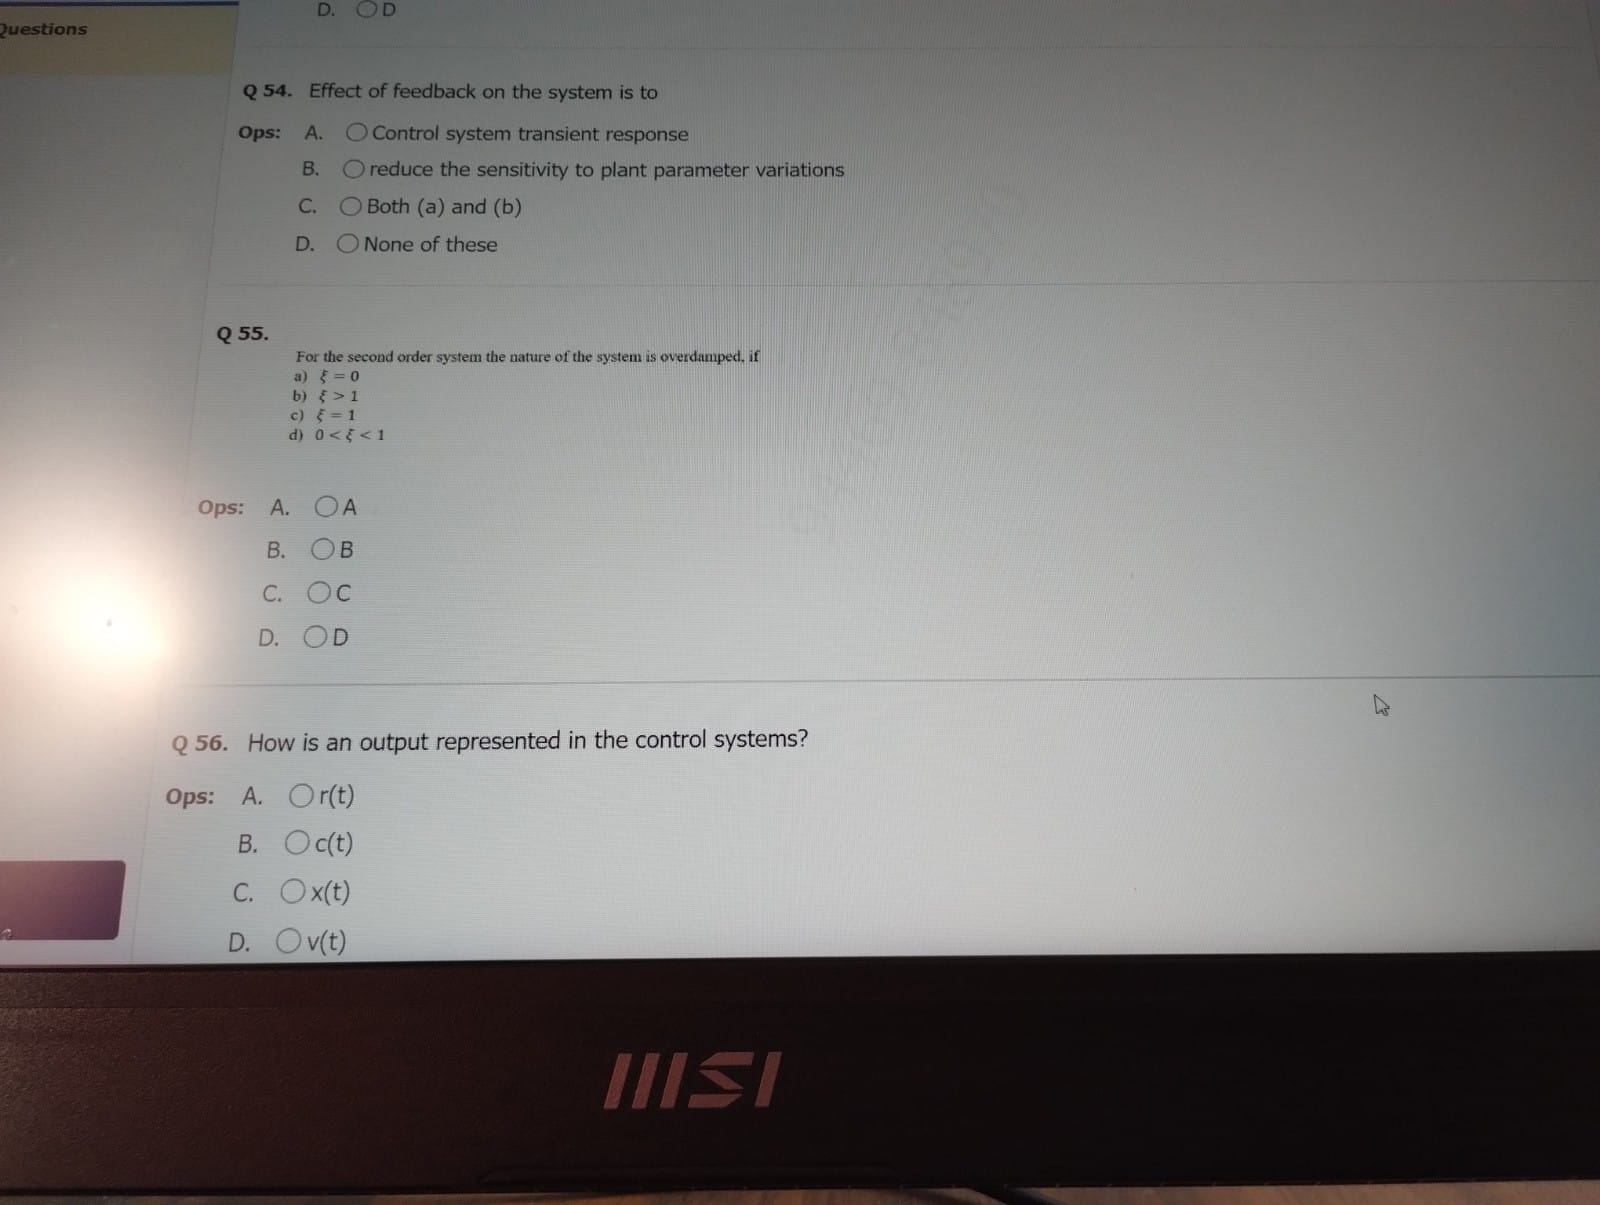 D. D
Questions
Q 54. Effect of feedback on the system is to
Ops: A. Control system transient response
B. reduce the sensitivity to plant parameter variations
C. Both (a) and (b)
D. None of these
Q 55.
For the second order system the nature of the system is overdamped, if
a) ξ = 0
b) ξ > 1
c) ξ = 1
d) 0 < ξ < 1
Ops: A. A
B. B
C. C
D. D
Q 56. How is an output represented in the control systems?
Ops: A. r(t)
B. c(t)
C. x(t)
D. v(t)
msi